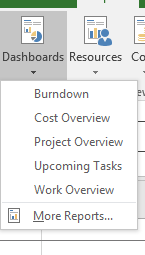 Dashboards Resources
Burndown
Cost Overview
Project Overview
Upcoming Tasks
Work Overview
More Reports...